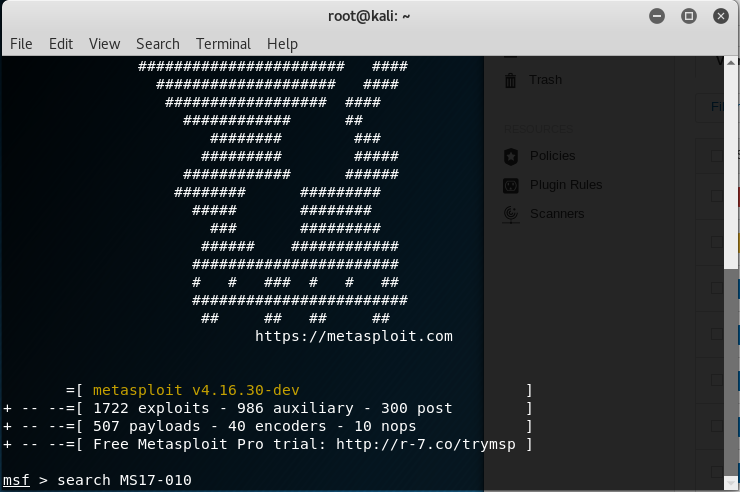 root@kali: ~
File Edit View Search Terminal Help
####################### ####
#################### ####
################## ####
############ ##
######## ###
######### #####
############ ######
######## #########
##### ########
### #########
###### ############
#######################
# # ### # # ##
########################
## ## ## ##
https://metasploit.com
=[ metasploit v4.16.30-dev ]
+ -- --=[ 1722 exploits - 986 auxiliary - 300 post ]
+ -- --=[ 507 payloads - 40 encoders - 10 nops ]
+ -- --=[ Free Metasploit Pro trial: http://r-7.co/trymsp ]
msf > search MS17-010
Trash
RESOURCES
Policies
Plugin Rules
Scanners